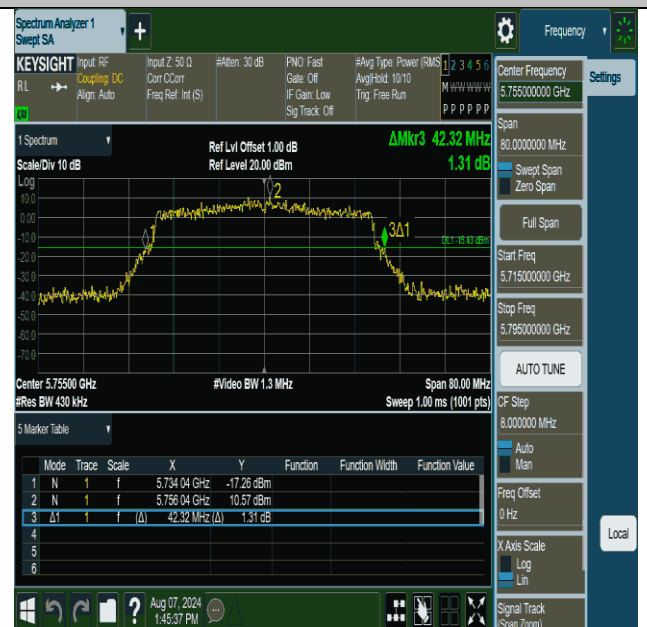 Spectrum Analyzer 1
Swept SA
+
Frequency
KEYSIGHT
RL
Input: RF
Coupling: DC
Align: Auto
Input Z: 50 Ω
Corr CCorr
Freq Ref: Int (S)
#Atten: 30 dB
PNO: Fast
Gate: Off
IF Gain: Low
Sig Track: Off
#Avg Type: Power (RMS
Avg|Hold: 10/10
Trig: Free Run
1 2 3 4 5 6
M W W W W W
P P P P P P
Center Frequency
5.755000000 GHz
Settings
Span
80.0000000 MHz
Swept Span
Zero Span
Full Span
Start Freq
5.715000000 GHz
Stop Freq
5.795000000 GHz
AUTO TUNE
CF Step
8.000000 MHz
Auto
Man
Freq Offset
0 Hz
X Axis Scale
Log
Lin
Signal Track
(Span Zoom)
Local
1 Spectrum
Scale/Div 10 dB
Ref Lvl Offset 1.00 dB
Ref Level 20.00 dBm
ΔMkr3 42.32 MHz
1.31 dB
Log
10.0
0.00
-10.0
-20.0
-30.0
-40.0
-50.0
-60.0
-70.0
1
2
3Δ1
DL1 -15.43 dBm
Center 5.75500 GHz
#Video BW 1.3 MHz
Span 80.00 MHz
#Res BW 430 kHz
Sweep 1.00 ms (1001 pts)
5 Marker Table
Mode Trace Scale X Y Function Function Width Function Value
1 N 1 f 5.734 04 GHz -17.26 dBm
2 N 1 f 5.756 04 GHz 10.57 dBm
3 Δ1 1 f (Δ) 42.32 MHz (Δ) 1.31 dB
4
5
6
?
Aug 07, 2024
1:45:37 PM